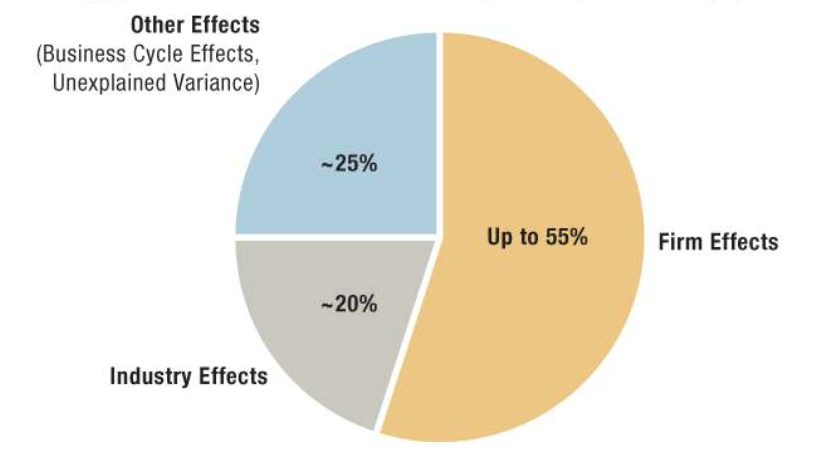 Other Effects
(Business Cycle Effects,
Unexplained Variance)
~25%
Up to 55%
Firm Effects
~20%
Industry Effects